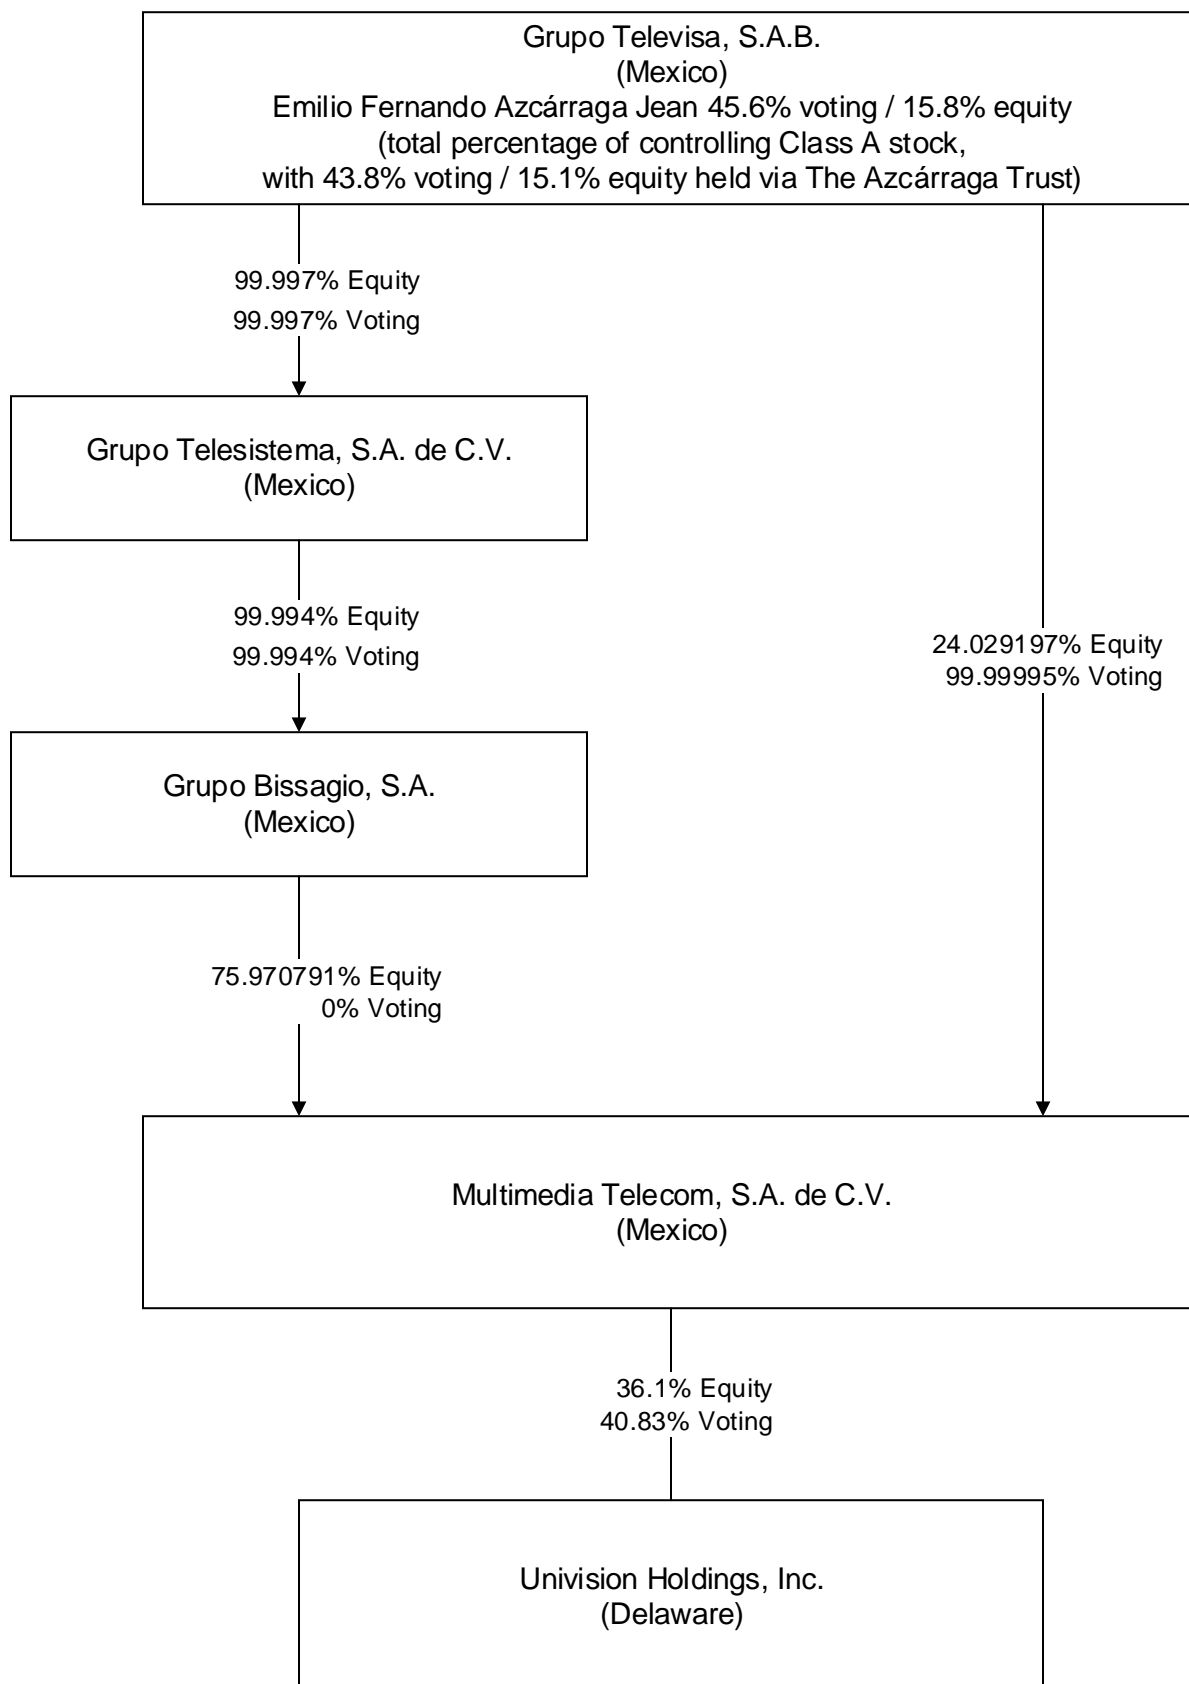 Grupo Televisa, S.A.B.
(Mexico)
Emilio Fernando Azcárraga Jean 45.6% voting / 15.8% equity
(total percentage of controlling Class A stock,
with 43.8% voting / 15.1% equity held via The Azcárraga Trust)
99.997% Equity
99.997% Voting
Grupo Telesistema, S.A. de C.V.
(Mexico)
99.994% Equity
99.994% Voting
24.029197% Equity
99.99995% Voting
Grupo Bissagio, S.A.
(Mexico)
75.970791% Equity
0% Voting
Multimedia Telecom, S.A. de C.V.
(Mexico)
36.1% Equity
40.83% Voting
Univision Holdings, Inc.
(Delaware)